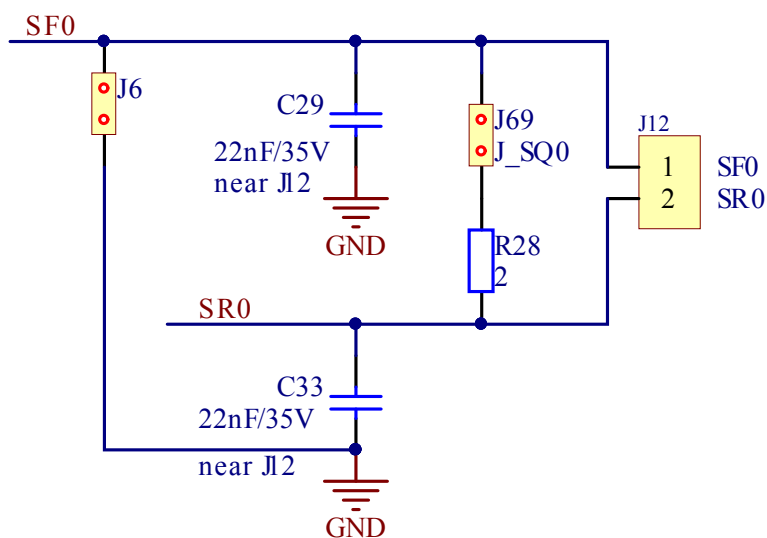 SF0
J6
C29
22nF/35V
near J12
GND
J69
J_SQ0
J12
1 SF0
2 SR0
R28
2
SR0
C33
22nF/35V
near J12
GND